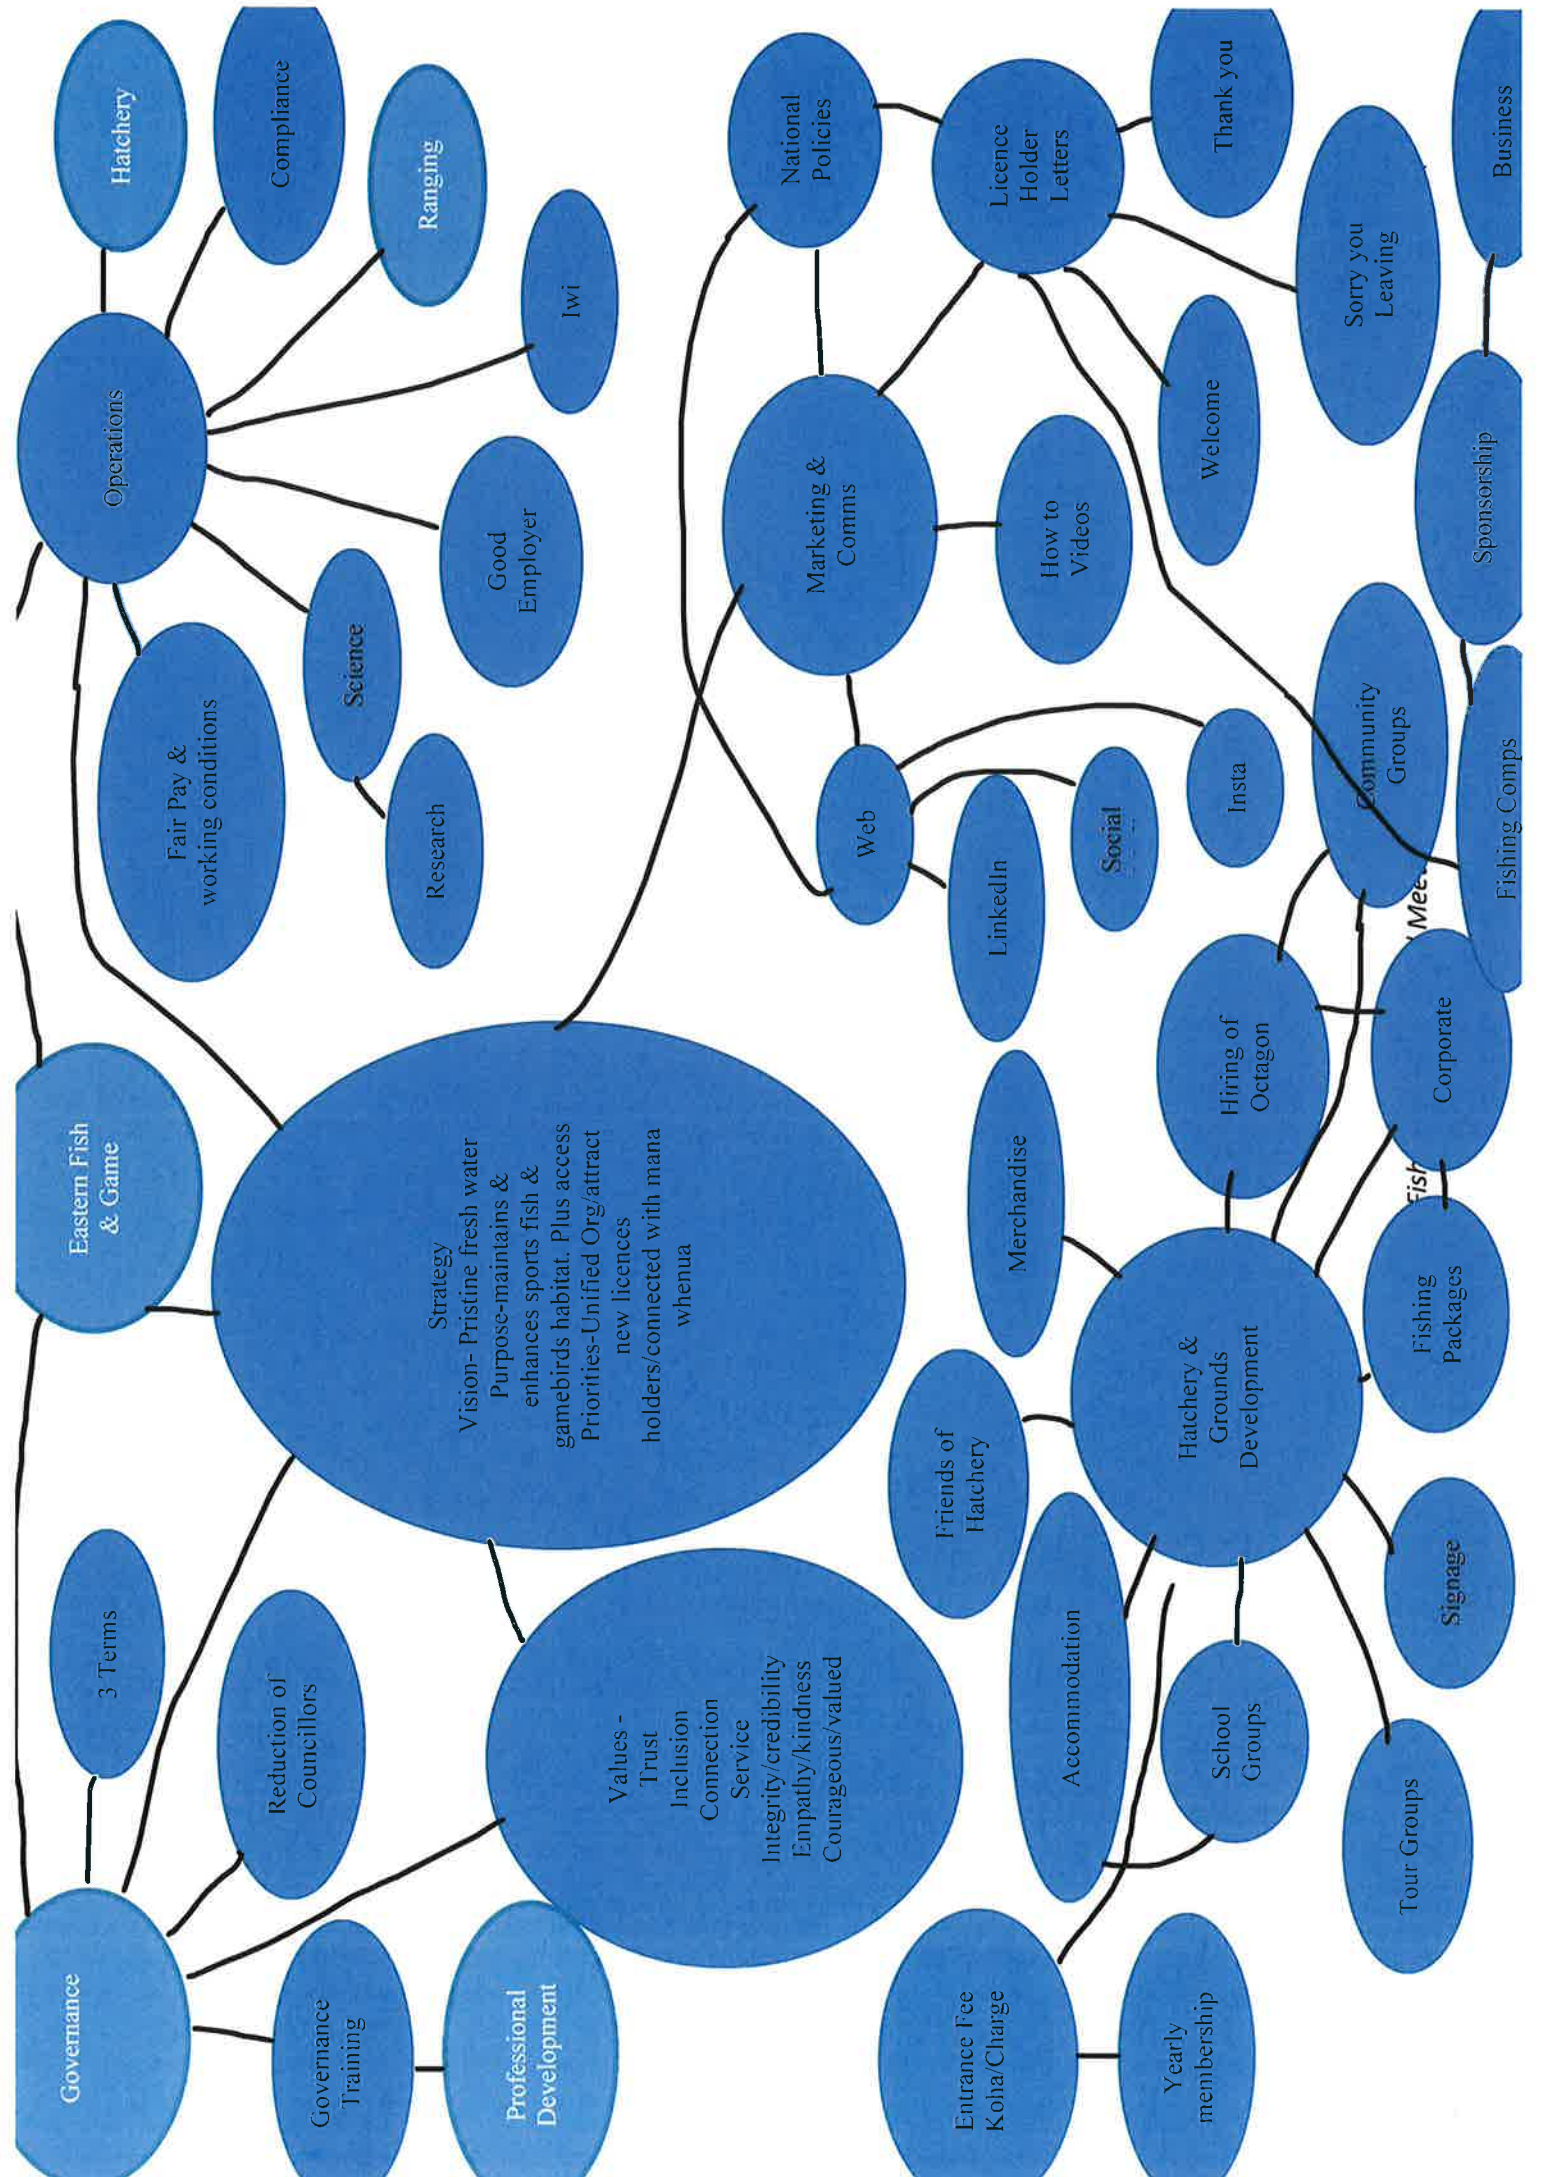 Governance
3 Terms
Eastern Fish
& Game
Operations
Hatchery
Governance
Training
Reduction of
Councillors
Fair Pay &
working conditions
Compliance
Science
Research
Ranging
Professional
Development
Good
Employer
Iwi
Strategy
Vision- Pristine fresh water
Purpose-maintains &
enhances sports fish &
gamebirds habitat. Plus access
Priorities-Unified Org/attract
new licences
holders/connected with mana
whenua
Values -
Trust
Inclusion
Connection
Service
Integrity/credibility
Empathy/kindness
Courageous/valued
Marketing &
Comms
National
Policies
Web
Entrance Fee
Koha/Charge
Friends of
Hatchery
LinkedIn
How to
Videos
Licence
Holder
Letters
Accommodation
Merchandise
Social
Yearly
membership
School
Groups
Hatchery &
Grounds
Development
Hiring of
Octagon
Insta
Welcome
Thank you
Tour Groups
Signage
Fishing
Packages
Corporate
Community
Groups
Sorry you
Leaving
Fish
Fishing Comps
Sponsorship
Business